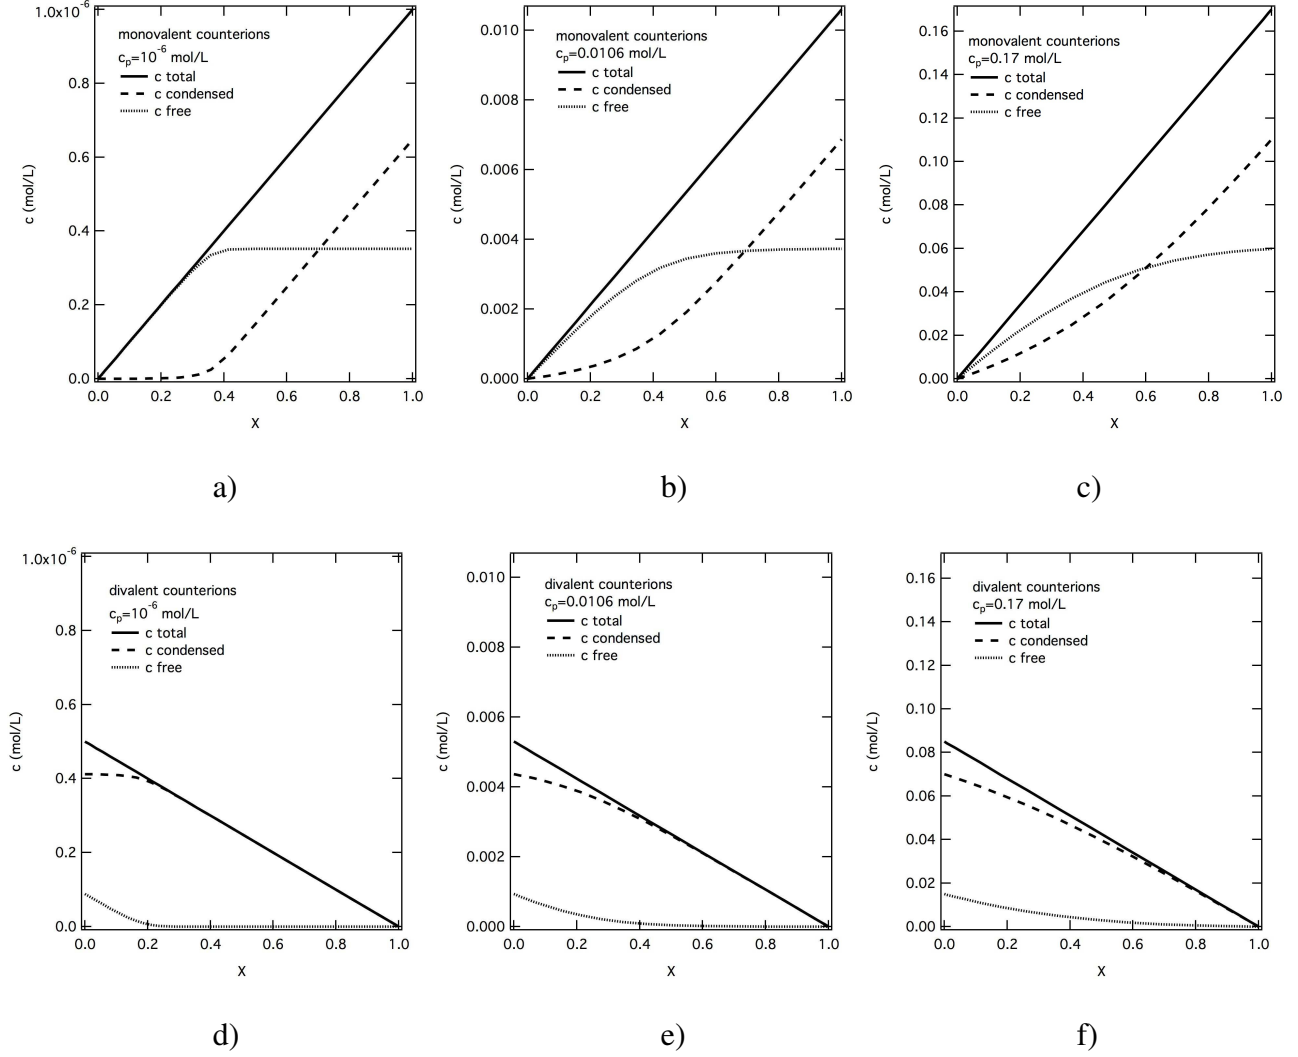 1.0x10⁻⁶
0.8
0.6
0.4
0.2
0.0
c (mol/L)
monovalent counterions
cₚ=10⁻⁶ mol/L
c total
c condensed
c free
0.0 0.2 0.4 0.6 0.8 1.0
X
a)
0.010
0.008
0.006
0.004
0.002
0.000
c (mol/L)
monovalent counterions
cₚ=0.0106 mol/L
c total
c condensed
c free
0.0 0.2 0.4 0.6 0.8 1.0
X
b)
0.16
0.14
0.12
0.10
0.08
0.06
0.04
0.02
0.00
c (mol/L)
monovalent counterions
cₚ=0.17 mol/L
c total
c condensed
c free
0.0 0.2 0.4 0.6 0.8 1.0
X
c)
1.0x10⁻⁶
0.8
0.6
0.4
0.2
0.0
c (mol/L)
divalent counterions
cₚ=10⁻⁶ mol/L
c total
c condensed
c free
0.0 0.2 0.4 0.6 0.8 1.0
X
d)
0.010
0.008
0.006
0.004
0.002
0.000
c (mol/L)
divalent counterions
cₚ=0.0106 mol/L
c total
c condensed
c free
0.0 0.2 0.4 0.6 0.8 1.0
X
e)
0.16
0.14
0.12
0.10
0.08
0.06
0.04
0.02
0.00
c (mol/L)
divalent counterions
cₚ=0.17 mol/L
c total
c condensed
c free
0.0 0.2 0.4 0.6 0.8 1.0
X
f)